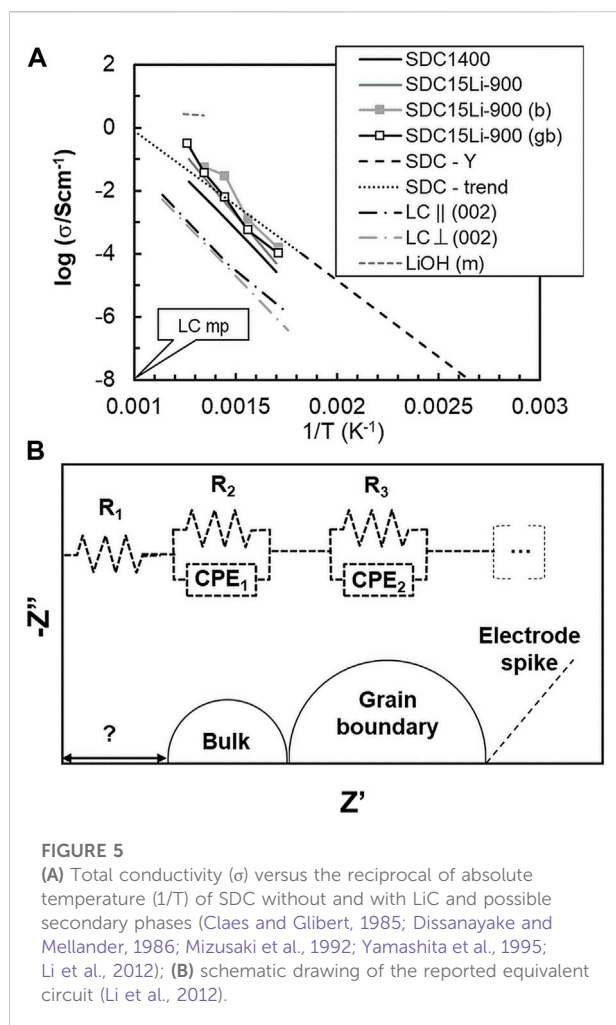 A
2
0
-2
-4
-6
-8
log (σ/Scm⁻¹)
SDC1400
SDC15Li-900
SDC15Li-900 (b)
SDC15Li-900 (gb)
SDC - Y
SDC - trend
LC || (002)
LC ⊥ (002)
LiOH (m)
LC mp
0.001 0.0015 0.002 0.0025 0.003
1/T (K⁻¹)
B
R₁
R₂
R₃
CPE₁
CPE₂
...
-Z''
?
Bulk
Grain
boundary
Electrode
spike
Z'
FIGURE 5
(A) Total conductivity (σ) versus the reciprocal of absolute
temperature (1/T) of SDC without and with LiC and possible
secondary phases (Claes and Glibert, 1985; Dissanayake and
Mellander, 1986; Mizusaki et al., 1992; Yamashita et al., 1995;
Li et al., 2012); (B) schematic drawing of the reported equivalent
circuit (Li et al., 2012).